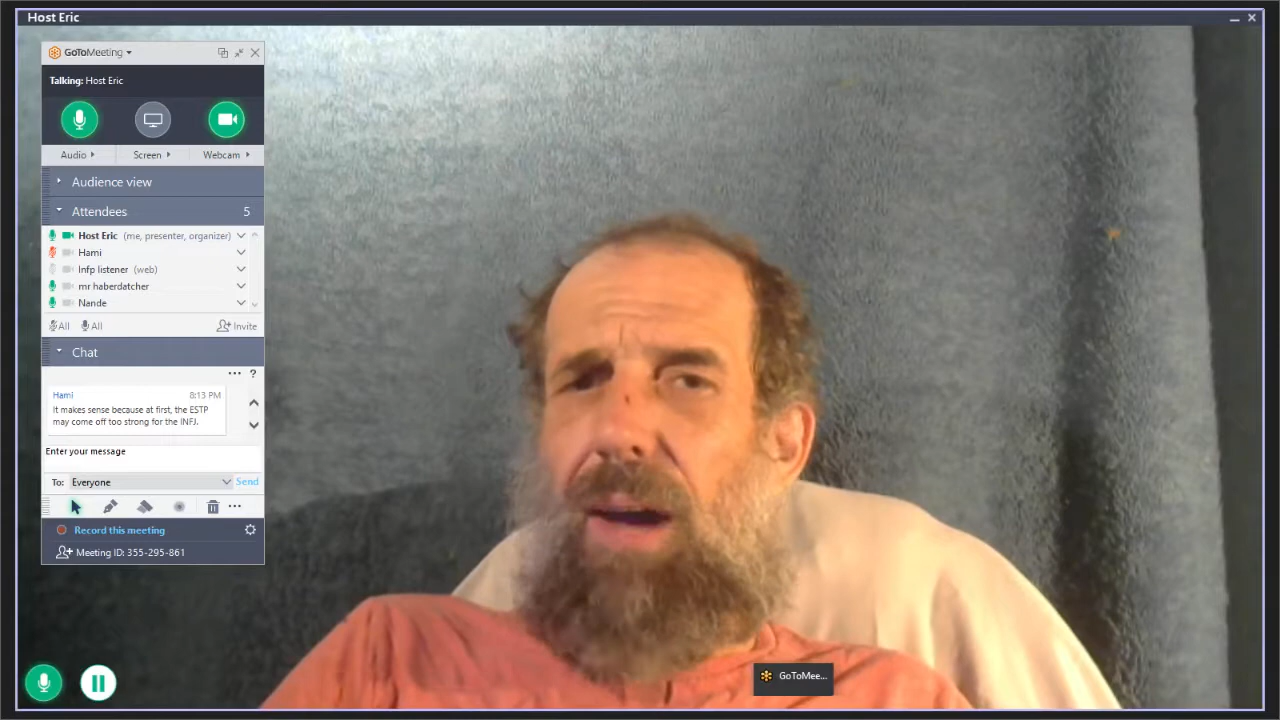 Host Eric
GoToMeeting
Talking: Host Eric
Audio
Screen
Webcam
Audience view
Attendees 5
Host Eric (me, presenter, organizer)
Hami
Infp listener (web)
mr haberdatcher
Nande
All All Invite
Chat
... ?
Hami 8:13 PM
It makes sense because at first, the ESTP
may come off too strong for the INFJ.
Enter your message
To: Everyone Send
...
Record this meeting
Meeting ID: 355-295-861
GoToMee...